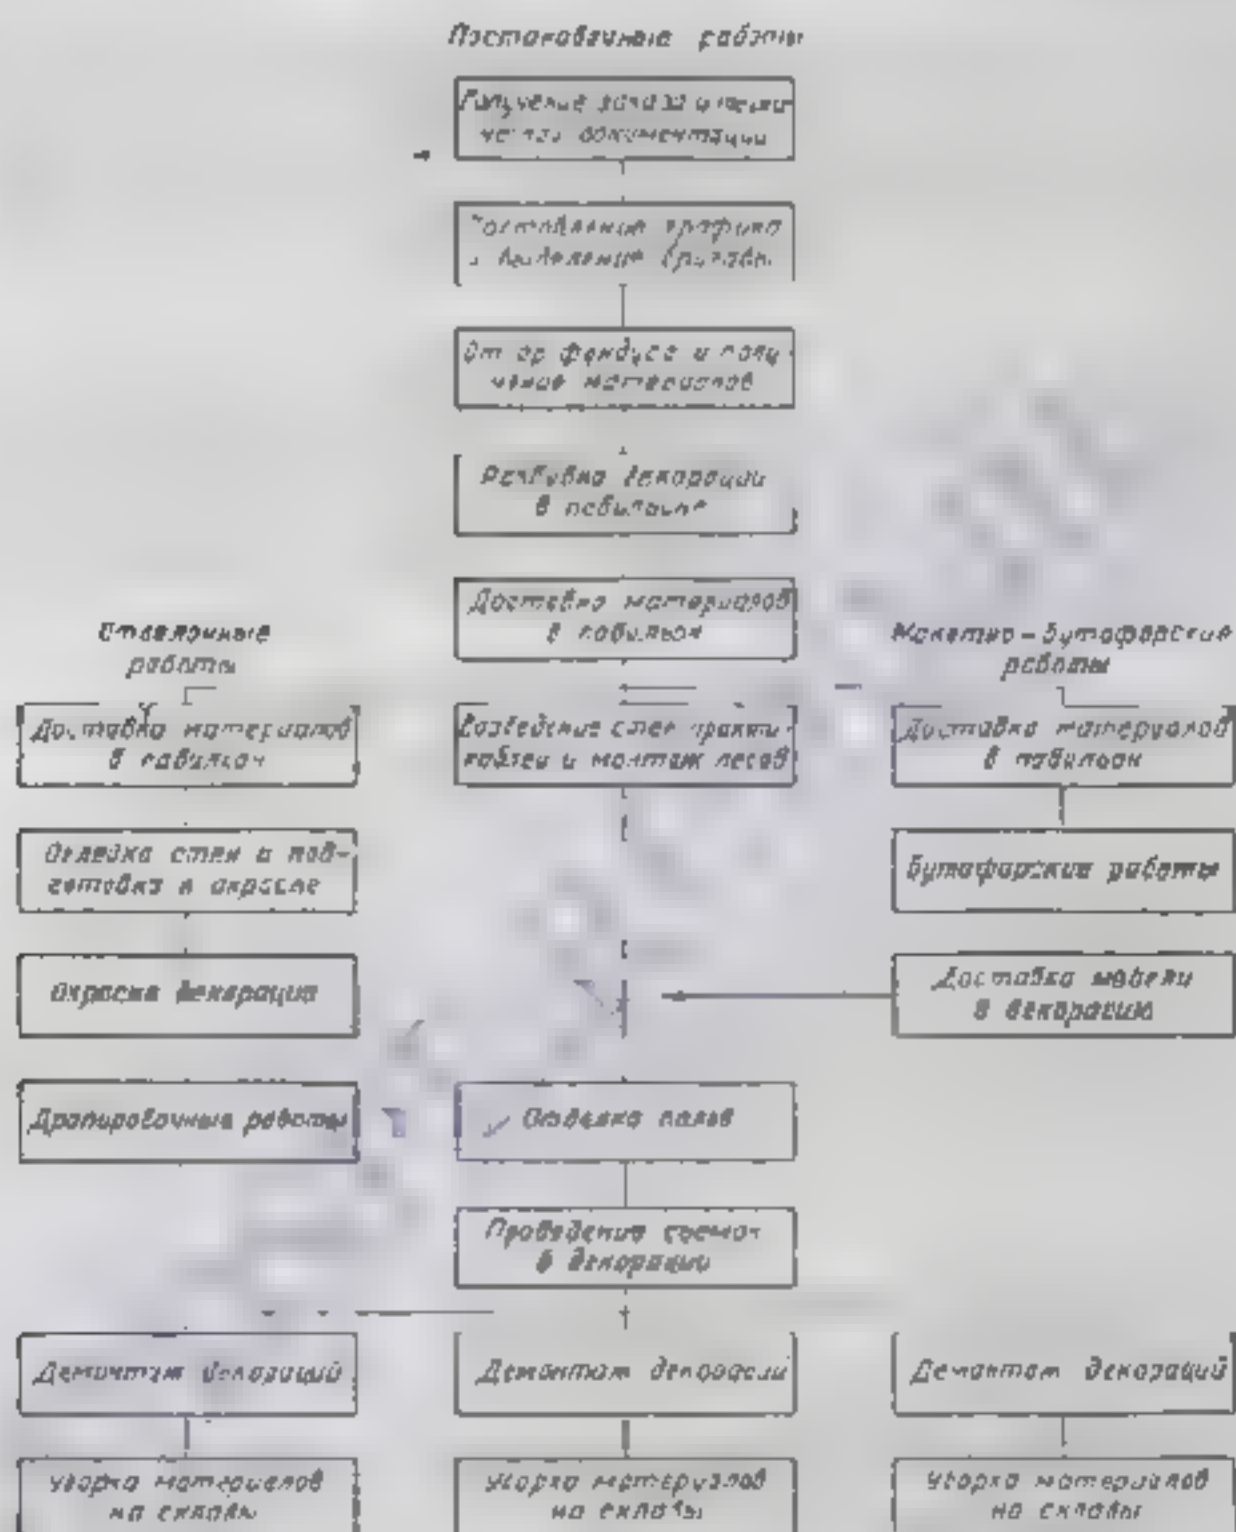 Постановочные работы
Получение заказа и техни-
ческой документации
Составление графика
и выделение бригады
Отбор фундуса и полу-
чение материалов
Разбивка декорации
в павильоне
Доставка материалов
в павильон
Отделочные
работы
Макетно-бутафорские
работы
Доставка материалов
в павильон
Возведение стен, практи-
каблей и монтаж лесов
Доставка материалов
в павильон
Оклейка стен и под-
готовка к окраске
Бутафорские работы
Окраска декорации
Доставка модели
в декорацию
Драпировочные работы
Отделка полов
Проведение съемок
в декорации
Демонтаж декораций
Демонтаж декораций
Демонтаж декораций
Уборка материалов
на склады
Уборка материалов
на склады
Уборка материалов
на склады